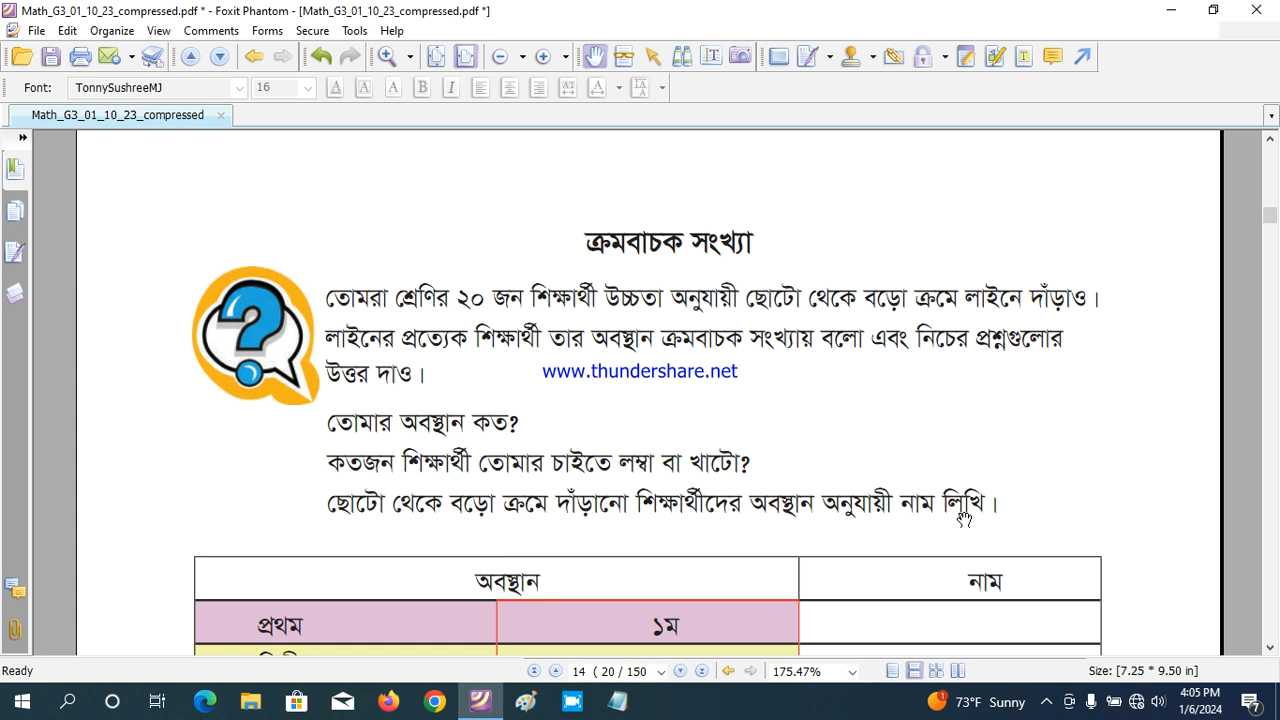 Math_G3_01_10_23_compressed.pdf * - Foxit Phantom - [Math_G3_01_10_23_compressed.pdf *]
File Edit Organize View Comments Forms Secure Tools Help
Font: TonnySushreeMJ 16
Math_G3_01_10_23_compressed
ক্রমবাচক সংখ্যা
তোমরা শ্রেণির ২০ জন শিক্ষার্থী উচ্চতা অনুযায়ী ছোটো থেকে বড়ো ক্রমে লাইনে দাঁড়াও।
লাইনের প্রত্যেক শিক্ষার্থী তার অবস্থান ক্রমবাচক সংখ্যায় বলো এবং নিচের প্রশ্নগুলোর
উত্তর দাও।
www.thundershare.net
তোমার অবস্থান কত?
কতজন শিক্ষার্থী তোমার চাইতে লম্বা বা খাটো?
ছোটো থেকে বড়ো ক্রমে দাঁড়ানো শিক্ষার্থীদের অবস্থান অনুযায়ী নাম লিখি।
অবস্থান নাম
প্রথম ১ম
Ready 14 ( 20 / 150 ) 175.47% Size: [7.25 * 9.50 in]
73°F Sunny 4:05 PM
1/6/2024